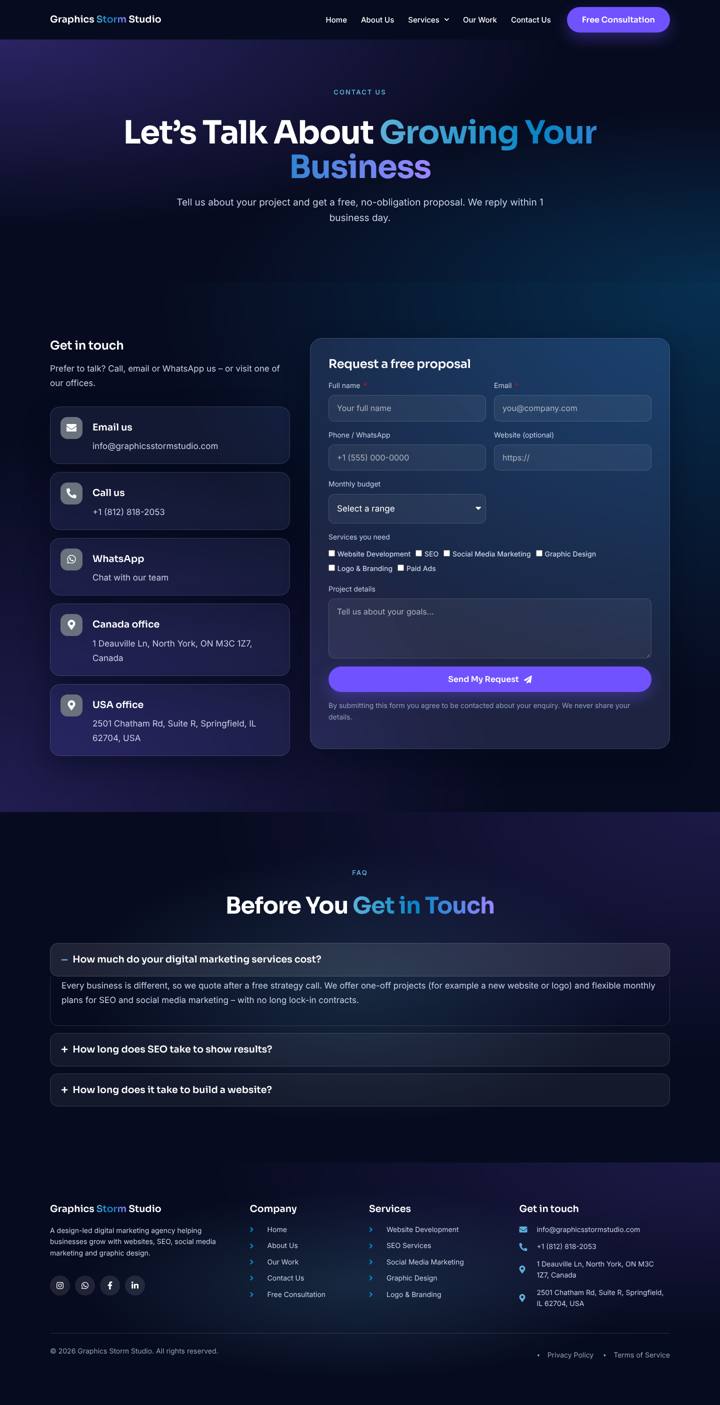 Graphics Storm Studio
Home
About Us
Services
Our Work
Contact Us
Free Consultation
CONTACT US
Let’s Talk About Growing Your
Business
Tell us about your project and get a free, no-obligation proposal. We reply within 1
business day.
Get in touch
Prefer to talk? Call, email or WhatsApp us – or visit one of
our offices.
Email us
info@graphicsstormstudio.com
Call us
+1 (812) 818-2053
WhatsApp
Chat with our team
Canada office
1 Deauville Ln, North York, ON M3C 1Z7,
Canada
USA office
2501 Chatham Rd, Suite R, Springfield, IL
62704, USA
Request a free proposal
Full name *
Email *
Your full name
you@company.com
Phone / WhatsApp
Website (optional)
+1 (555) 000-0000
https://
Monthly budget
Select a range
Services you need
Website Development
SEO
Social Media Marketing
Graphic Design
Logo & Branding
Paid Ads
Project details
Tell us about your goals...
Send My Request
By submitting this form you agree to be contacted about your enquiry. We never share your
details.
FAQ
Before You Get in Touch
– How much do your digital marketing services cost?
Every business is different, so we quote after a free strategy call. We offer one-off projects (for example a new website or logo) and flexible monthly
plans for SEO and social media marketing – with no long lock-in contracts.
+ How long does SEO take to show results?
+ How long does it take to build a website?
Graphics Storm Studio
A design-led digital marketing agency helping
businesses grow with websites, SEO, social media
marketing and graphic design.
Company
Home
About Us
Our Work
Contact Us
Free Consultation
Services
Website Development
SEO Services
Social Media Marketing
Graphic Design
Logo & Branding
Get in touch
info@graphicsstormstudio.com
+1 (812) 818-2053
1 Deauville Ln, North York, ON M3C
1Z7, Canada
2501 Chatham Rd, Suite R, Springfield,
IL 62704, USA
© 2026 Graphics Storm Studio. All rights reserved.
• Privacy Policy
• Terms of Service